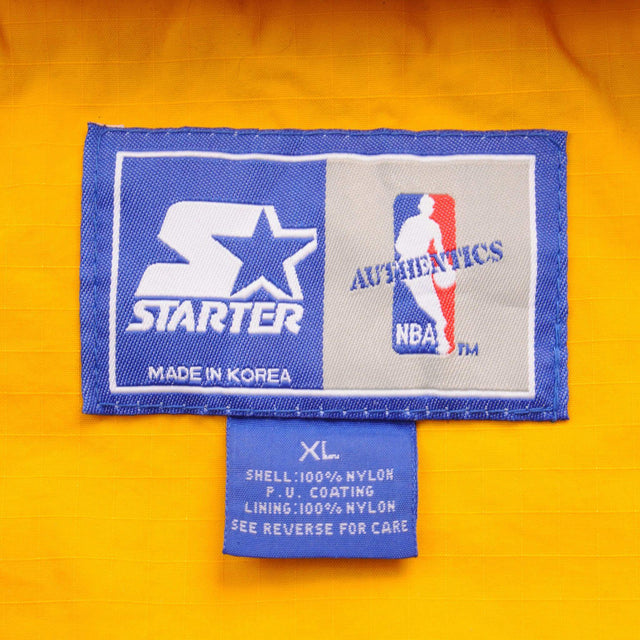 STARTER
MADE IN KOREA
AUTHENTICS
NBA
TM
XL
SHELL:100% NYLON
P.U. COATING
LINING:100% NYLON
SEE REVERSE FOR CARE